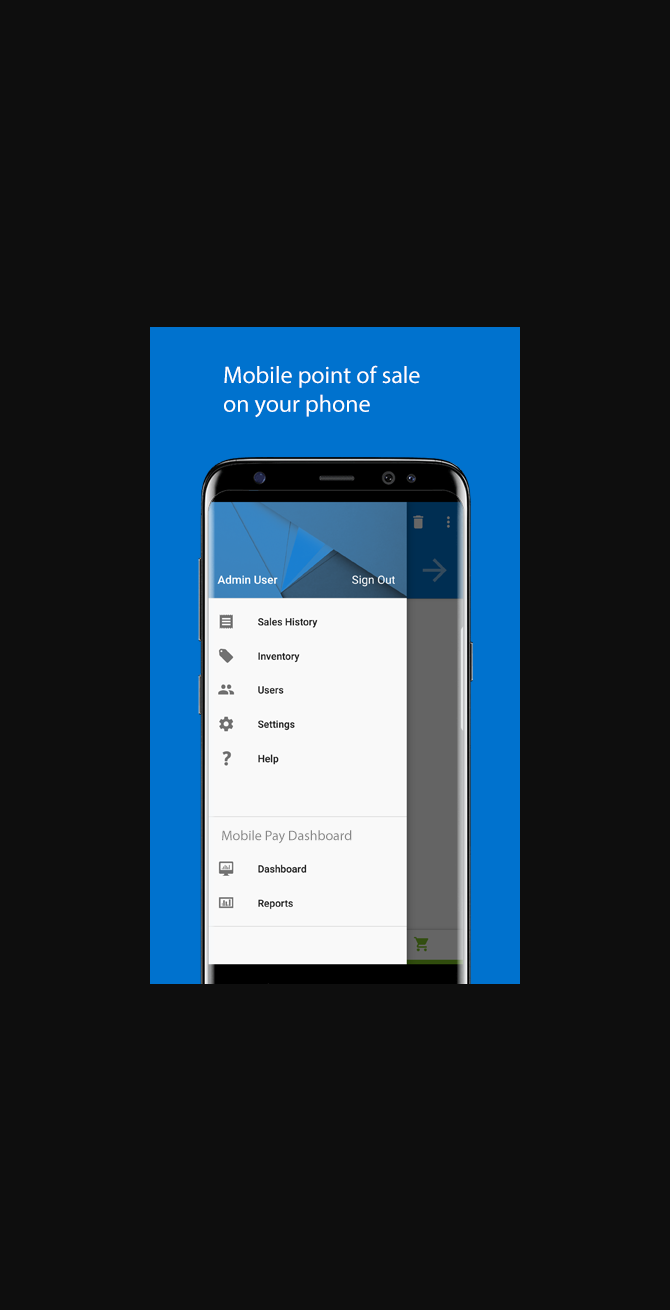 Mobile point of sale
on your phone
Admin User Sign Out
Sales History
Inventory
Users
Settings
Help
Mobile Pay Dashboard
Dashboard
Reports